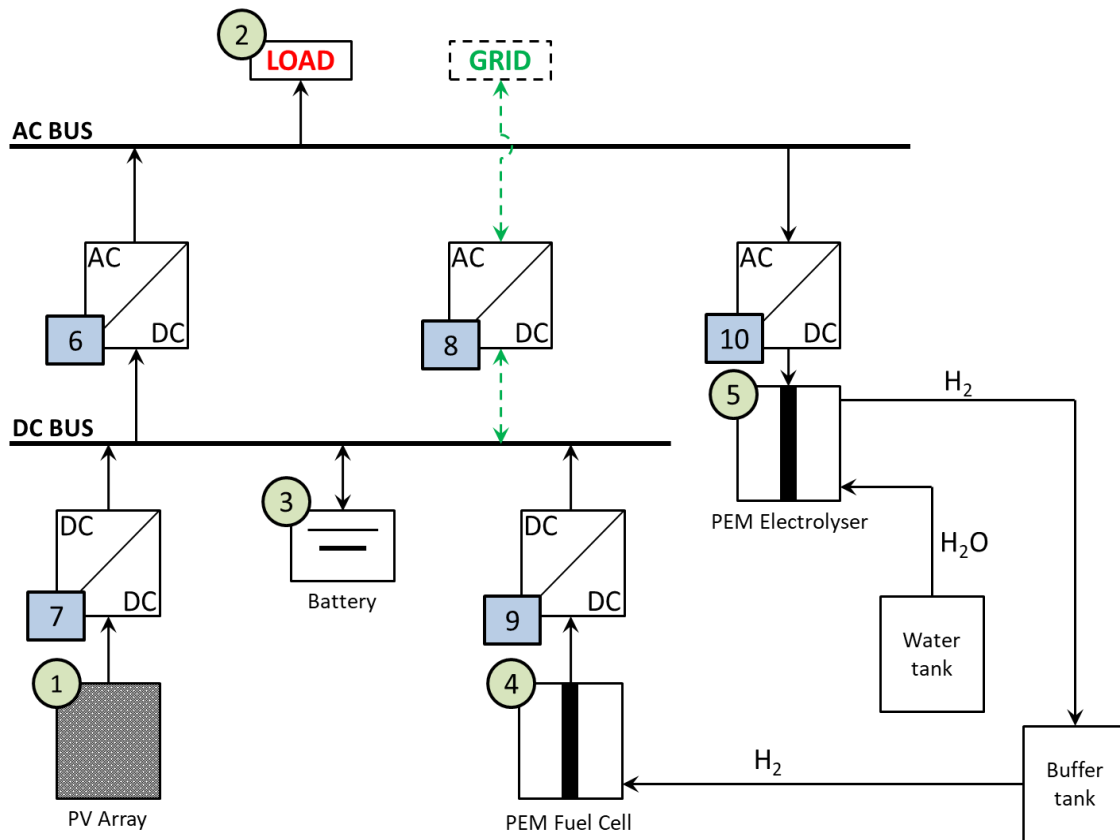 2
LOAD
GRID
AC BUS
AC
DC
6
AC
DC
8
AC
DC
10
5
H₂
DC BUS
3
Battery
PEM Electrolyser
H₂O
DC
DC
7
DC
DC
9
Water
tank
1
PV Array
4
PEM Fuel Cell
H₂
Buffer
tank